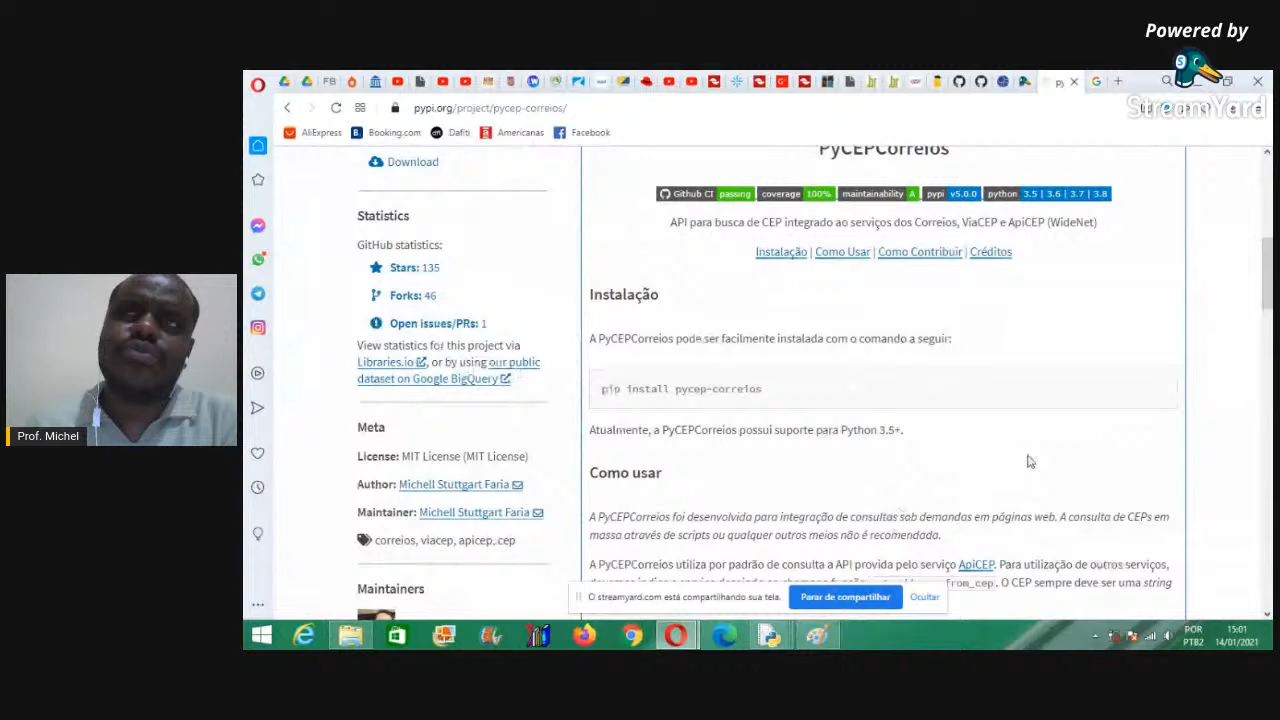 Powered by
StreamYard
FB
Py
pypi.org/project/pycep-correios/
AliExpress
Booking.com
Dafiti
Americanas
Facebook
Download
Statistics
GitHub statistics:
Stars: 135
Forks: 46
Open issues/PRs: 1
View statistics for this project via
Libraries.io, or by using our public
dataset on Google BigQuery
Meta
License: MIT License (MIT License)
Author: Michell Stuttgart Faria
Maintainer: Michell Stuttgart Faria
correios, viacep, apicep, cep
Maintainers
PyCEPCorreios
Github CI passing coverage 100% maintainability A pypi v5.0.0 python 3.5 | 3.6 | 3.7 | 3.8
API para busca de CEP integrado ao serviços dos Correios, ViaCEP e ApiCEP (WideNet)
Instalação | Como Usar | Como Contribuir | Créditos
Instalação
A PyCEPCorreios pode ser facilmente instalada com o comando a seguir:
pip install pycep-correios
Atualmente, a PyCEPCorreios possui suporte para Python 3.5+.
Como usar
A PyCEPCorreios foi desenvolvida para integração de consultas sob demandas em páginas web. A consulta de CEPs em
massa através de scripts ou qualquer outros meios não é recomendada.
A PyCEPCorreios utiliza por padrão de consulta a API provida pelo serviço ApiCEP. Para utilização de outros serviços,
from_cep. O CEP sempre deve ser uma string
O streamyard.com está compartilhando sua tela.
Parar de compartilhar
Ocultar
Prof. Michel
POR
PTB2
15:01
14/01/2021